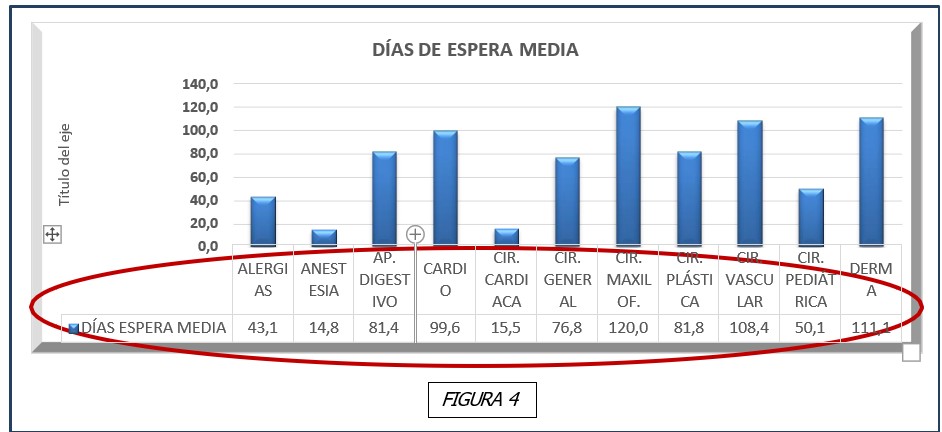 DÍAS DE ESPERA MEDIA
Título del eje
140,0
120,0
100,0
80,0
60,0
40,0
20,0
0,0
ALERGI
AS
ANEST
ESIA
AP.
DIGEST
IVO
CARDI
O
CIR.
CARDI
ACA
CIR.
GENER
AL
CIR.
MAXIL
OF.
CIR.
PLÁSTI
CA
CIR.
VASCU
LAR
CIR.
PEDIÁT
RICA
DERM
A
DÍAS ESPERA MEDIA 43,1 14,8 81,4 99,6 15,5 76,8 120,0 81,8 108,4 50,1 111,1
FIGURA 4